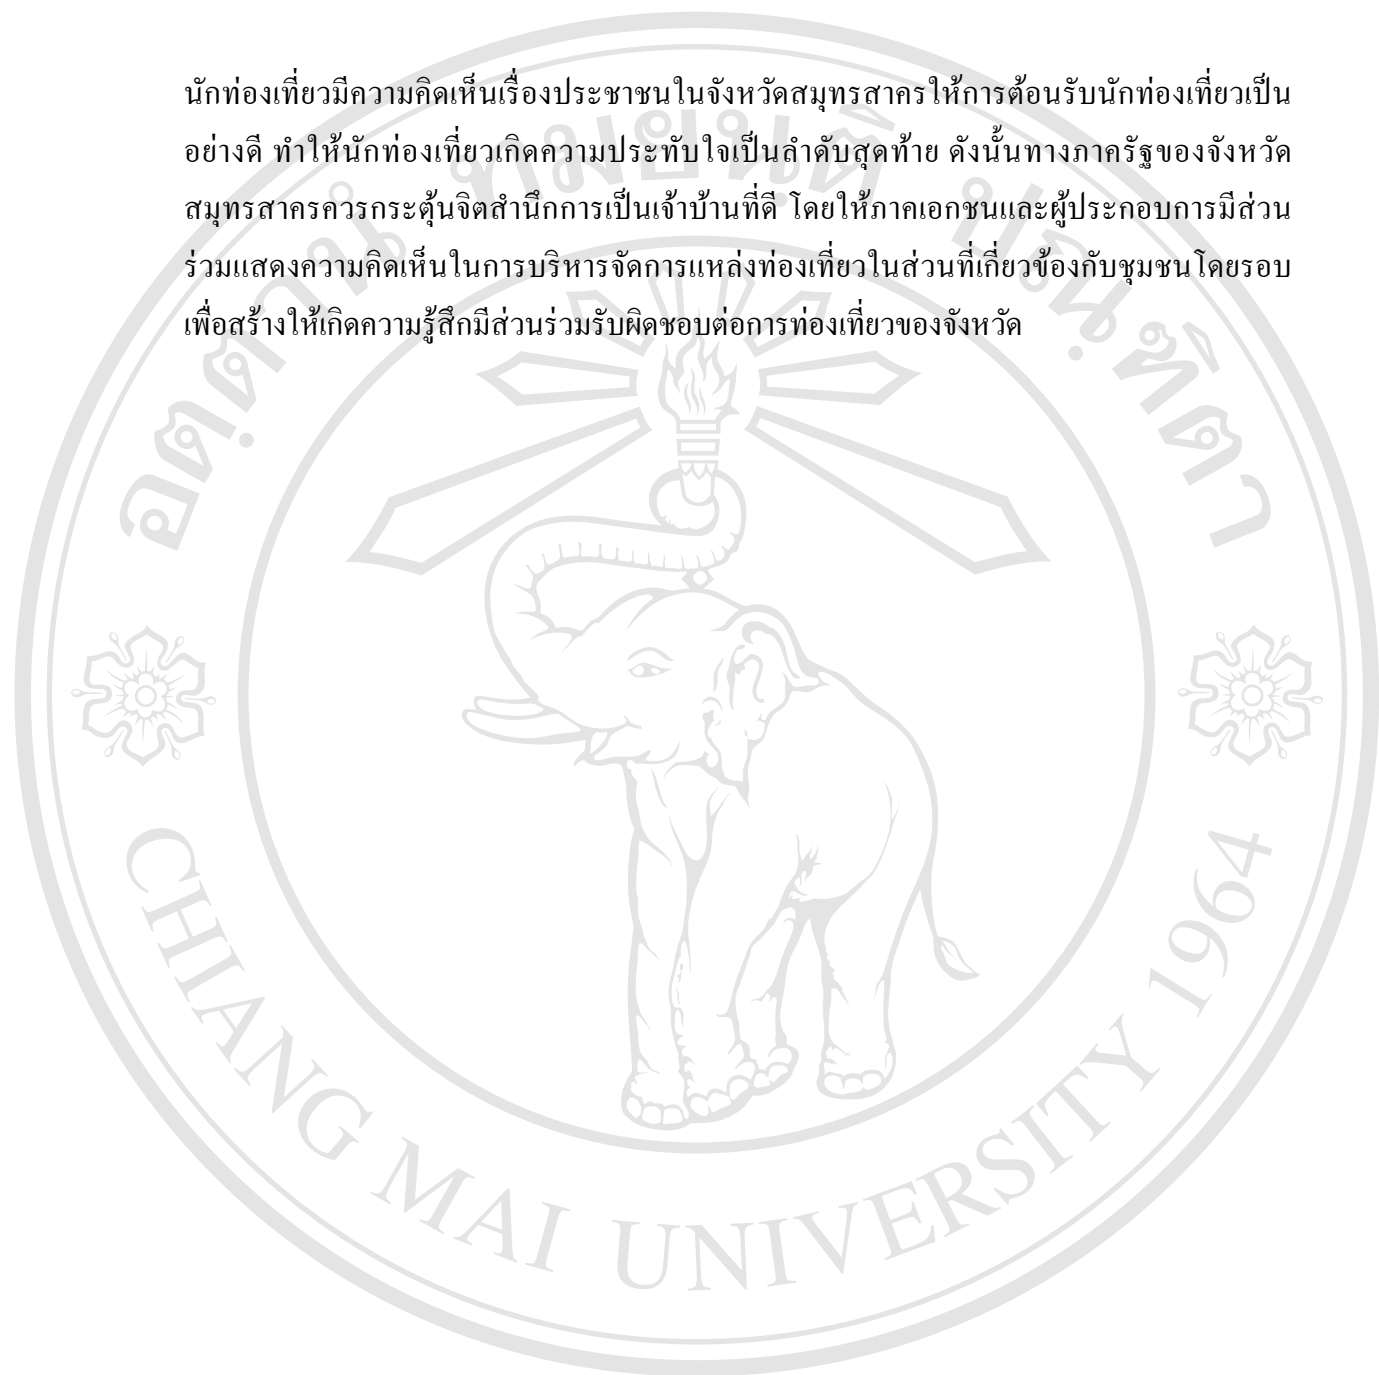 นักท่องเที่ยวมีความคิดเห็นเรื่องประชาชนในจังหวัดสมุทรสาครให้การต้อนรับนักท่องเที่ยวเป็น
อย่างดี ทำให้นักท่องเที่ยวเกิดความประทับใจเป็นลำดับสุดท้าย ดังนั้นทางภาครัฐของจังหวัด
สมุทรสาครควรกระตุ้นจิตสำนึกการเป็นเจ้าบ้านที่ดี โดยให้ภาคเอกชนและผู้ประกอบการมีส่วน
ร่วมแสดงความคิดเห็นในการบริหารจัดการแหล่งท่องเที่ยวในส่วนที่เกี่ยวข้องกับชุมชนโดยรอบ
เพื่อสร้างให้เกิดความรู้สึกมีส่วนร่วมรับผิดชอบต่อการท่องเที่ยวของจังหวัด
อตฺตานํ ทมยนฺติ ปณฺฑิตา
CHIANG MAI UNIVERSITY 1964